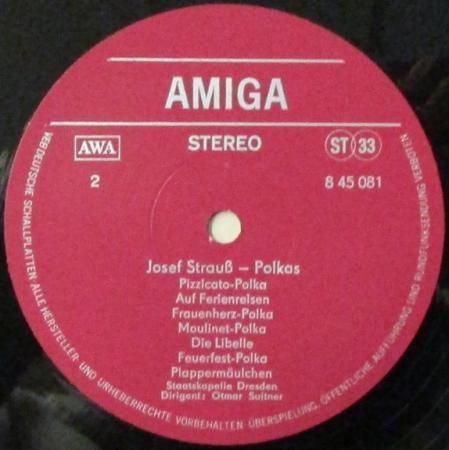 AMIGA
AWA
STEREO
ST 33
2
8 45 081
Josef Strauß – Polkas
Pizzicato-Polka
Auf Ferienreisen
Frauenherz-Polka
Moulinet-Polka
Die Libelle
Feuerfest-Polka
Plappermäulchen
Staatskapelle Dresden
Dirigent: Otmar Suitner
VEB DEUTSCHE SCHALLPLATTEN ALLE HERSTELLER- UND URHEBERRECHTE VORBEHALTEN ÜBERSPIELUNG, ÖFFENTLICHE AUFFÜHRUNG UND RUNDFUNKSENDUNG VERBOTEN